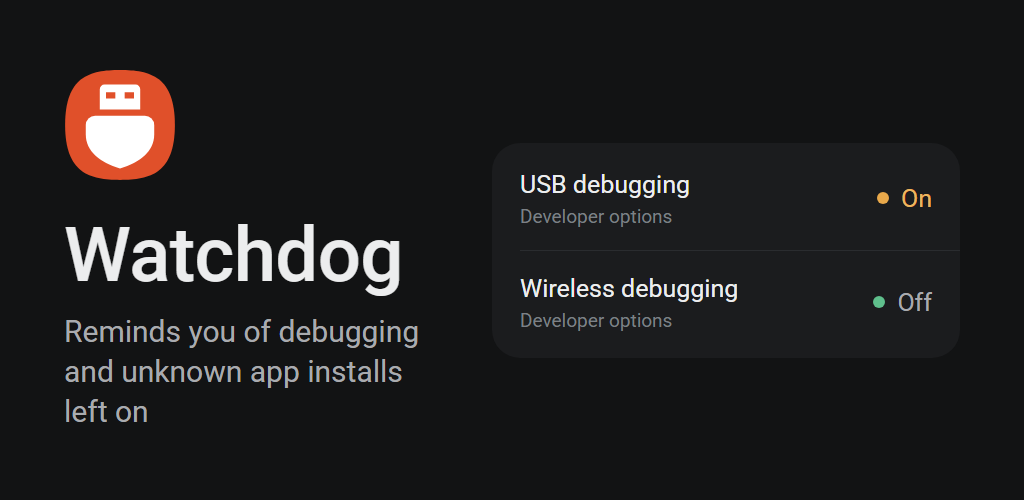 Watchdog
Reminds you of debugging
and unknown app installs
left on
USB debugging
Developer options
On
Wireless debugging
Developer options
Off